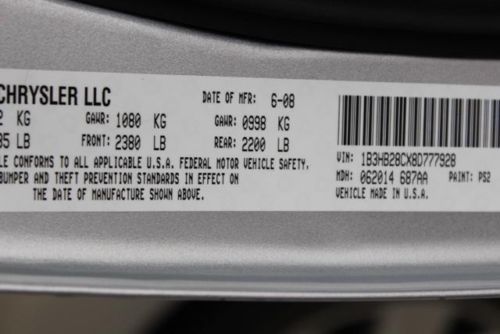 CHRYSLER LLC DATE OF MFR: 6-08
KG GAWR: 1080 KG GAWR: 0998 KG
LB FRONT: 2380 LB REAR: 2200 LB
CONFORMS TO ALL APPLICABLE U.S.A. FEDERAL MOTOR VEHICLE SAFETY,
BUMPER AND THEFT PREVENTION STANDARDS IN EFFECT ON
THE DATE OF MANUFACTURE SHOWN ABOVE.
VIN: 1B3HB28CX8D777928
MDH: 062014 687AA PAINT: PS2
VEHICLE MADE IN U.S.A.